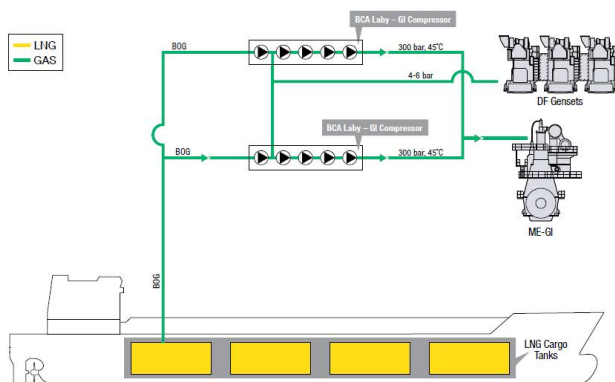 BCA Laby – GI Compressor
LNG
GAS
BOG
300 bar, 45˚C
4-6 bar
DF Gensets
BCA Laby – GI Compressor
BOG
300 bar, 45˚C
ME-GI
BOG
LNG Cargo
Tanks